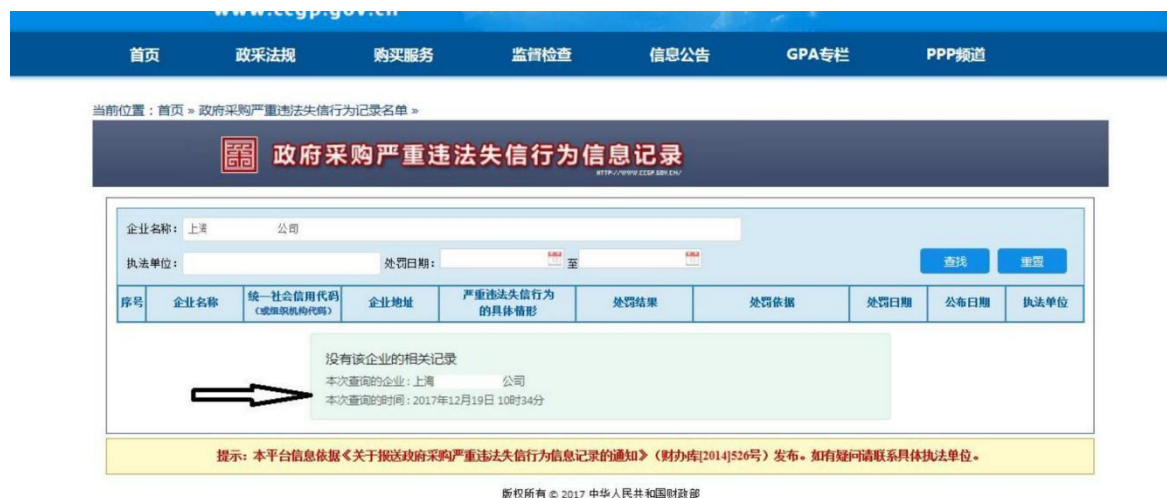 www.ccgp.gov.cn
首页 政采法规 购买服务 监督检查 信息公告 GPA专栏 PPP频道
当前位置：首页 » 政府采购严重违法失信行为记录名单 »
政府采购严重违法失信行为信息记录
HTTP://WWW.CCGP.GOV.CN/
企业名称： 上海 公司
执法单位： 处罚日期： 至 查找 重置
序号 企业名称 统一社会信用代码 （或组织机构代码） 企业地址 严重违法失信行为 的具体情形 处罚结果 处罚依据 处罚日期 公布日期 执法单位
没有该企业的相关记录
本次查询的企业：上海 公司
本次查询的时间：2017年12月19日 10时34分
提示：本平台信息依据《关于报送政府采购严重违法失信行为信息记录的通知》（财办库[2014]526号）发布。如有疑问请联系具体执法单位。
版权所有 © 2017 中华人民共和国财政部